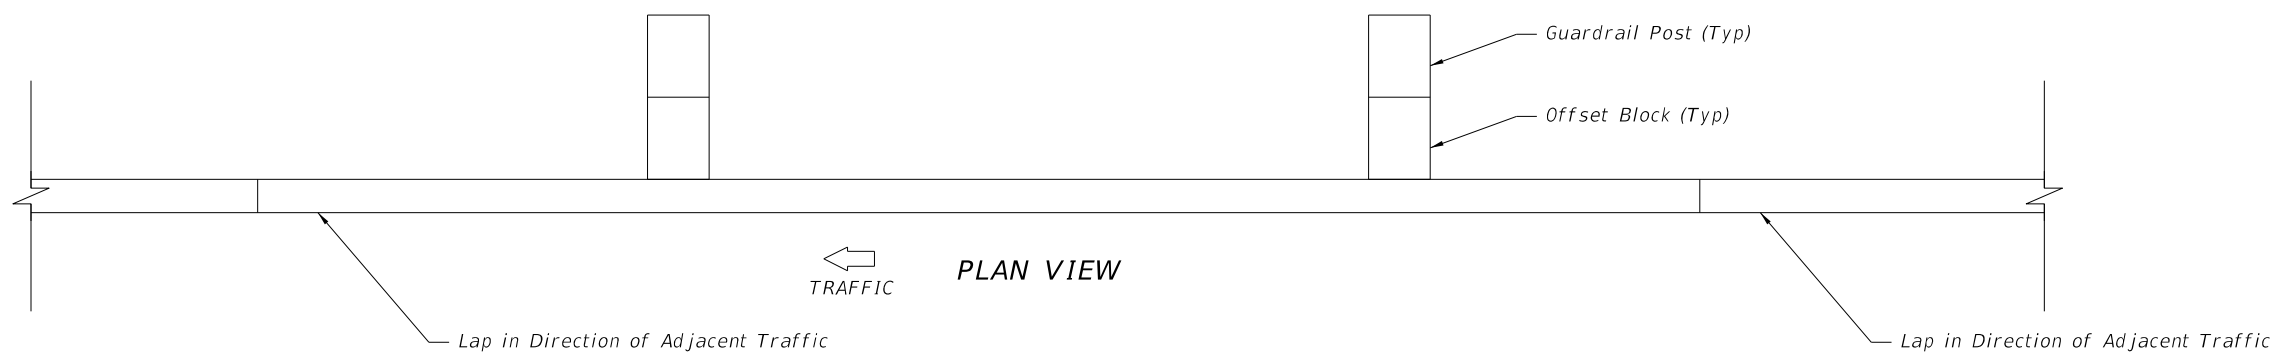 Guardrail Post (Typ)
Offset Block (Typ)
TRAFFIC
PLAN VIEW
Lap in Direction of Adjacent Traffic
Lap in Direction of Adjacent Traffic